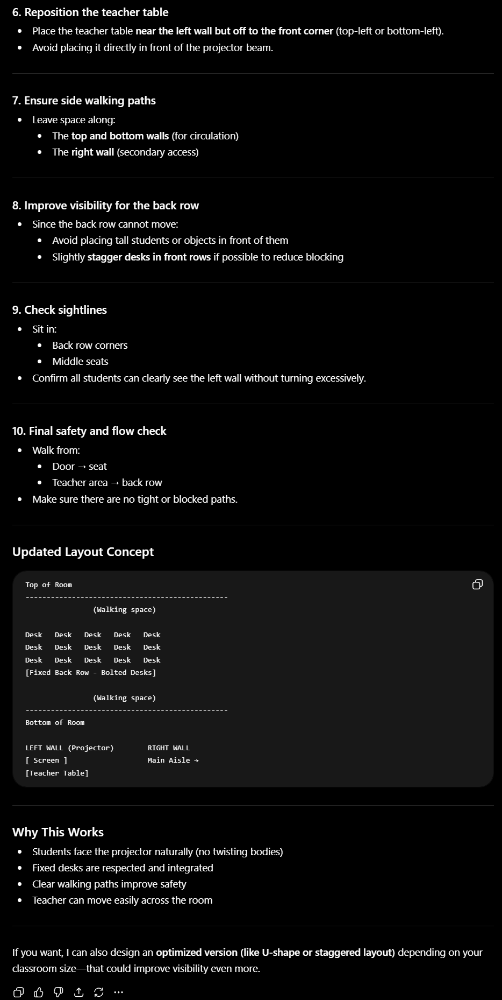 6. Reposition the teacher table
• Place the teacher table near the left wall but off to the front corner (top-left or bottom-left).
• Avoid placing it directly in front of the projector beam.
7. Ensure side walking paths
• Leave space along:
• The top and bottom walls (for circulation)
• The right wall (secondary access)
8. Improve visibility for the back row
• Since the back row cannot move:
• Avoid placing tall students or objects in front of them
• Slightly stagger desks in front rows if possible to reduce blocking
9. Check sightlines
• Sit in:
• Back row corners
• Middle seats
• Confirm all students can clearly see the left wall without turning excessively.
10. Final safety and flow check
• Walk from:
• Door → seat
• Teacher area → back row
• Make sure there are no tight or blocked paths.
Updated Layout Concept
Top of Room
------------------------------------------------
                (Walking space)
Desk   Desk   Desk   Desk   Desk
Desk   Desk   Desk   Desk   Desk
Desk   Desk   Desk   Desk   Desk
[Fixed Back Row - Bolted Desks]
                (Walking space)
------------------------------------------------
Bottom of Room
LEFT WALL (Projector)        RIGHT WALL
[ Screen ]                   Main Aisle →
[Teacher Table]
Why This Works
• Students face the projector naturally (no twisting bodies)
• Fixed desks are respected and integrated
• Clear walking paths improve safety
• Teacher can move easily across the room
If you want, I can also design an optimized version (like U-shape or staggered layout) depending on your
classroom size—that could improve visibility even more.